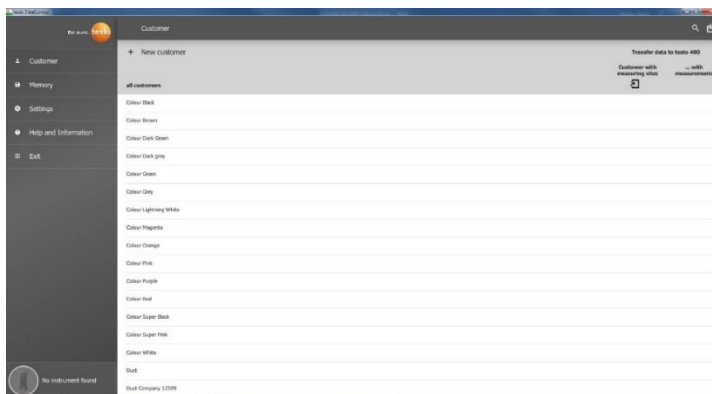 Testo DataControl
Be sure. testo
Customer
Memory
Settings
Help and Information
Exit
No instrument found
Customer
+ New customer
Transfer data to testo 400
Customer with measuring sites
... with measurements
all customers
Colour Black
Colour Brown
Colour Dark Green
Colour Dark grey
Colour Green
Colour Grey
Colour Lightning White
Colour Magenta
Colour Orange
Colour Pink
Colour Purple
Colour Red
Colour Super Black
Colour Super Pink
Colour White
Duct